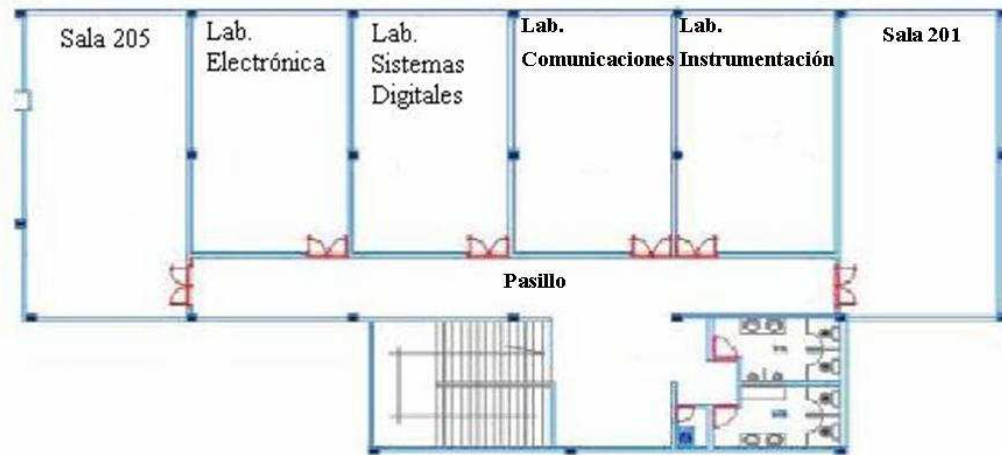 Sala 205
Lab.
Electrónica
Lab.
Sistemas
Digitales
Lab.
Comunicaciones
Lab.
Instrumentación
Sala 201
Pasillo